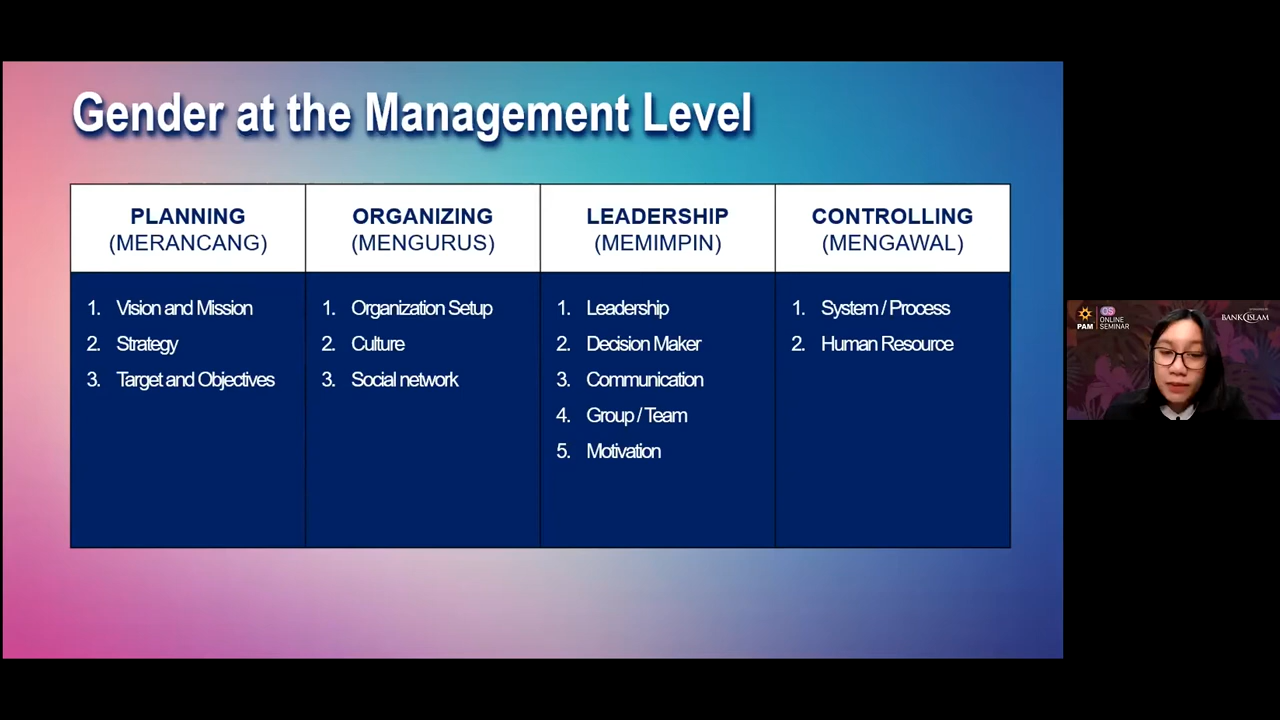 Gender at the Management Level
PLANNING
(MERANCANG)
1. Vision and Mission
2. Strategy
3. Target and Objectives
ORGANIZING
(MENGURUS)
1. Organization Setup
2. Culture
3. Social network
LEADERSHIP
(MEMIMPIN)
1. Leadership
2. Decision Maker
3. Communication
4. Group / Team
5. Motivation
CONTROLLING
(MENGAWAL)
1. System / Process
2. Human Resource
PAM
OS
ONLINE
SEMINAR
BANK ISLAM